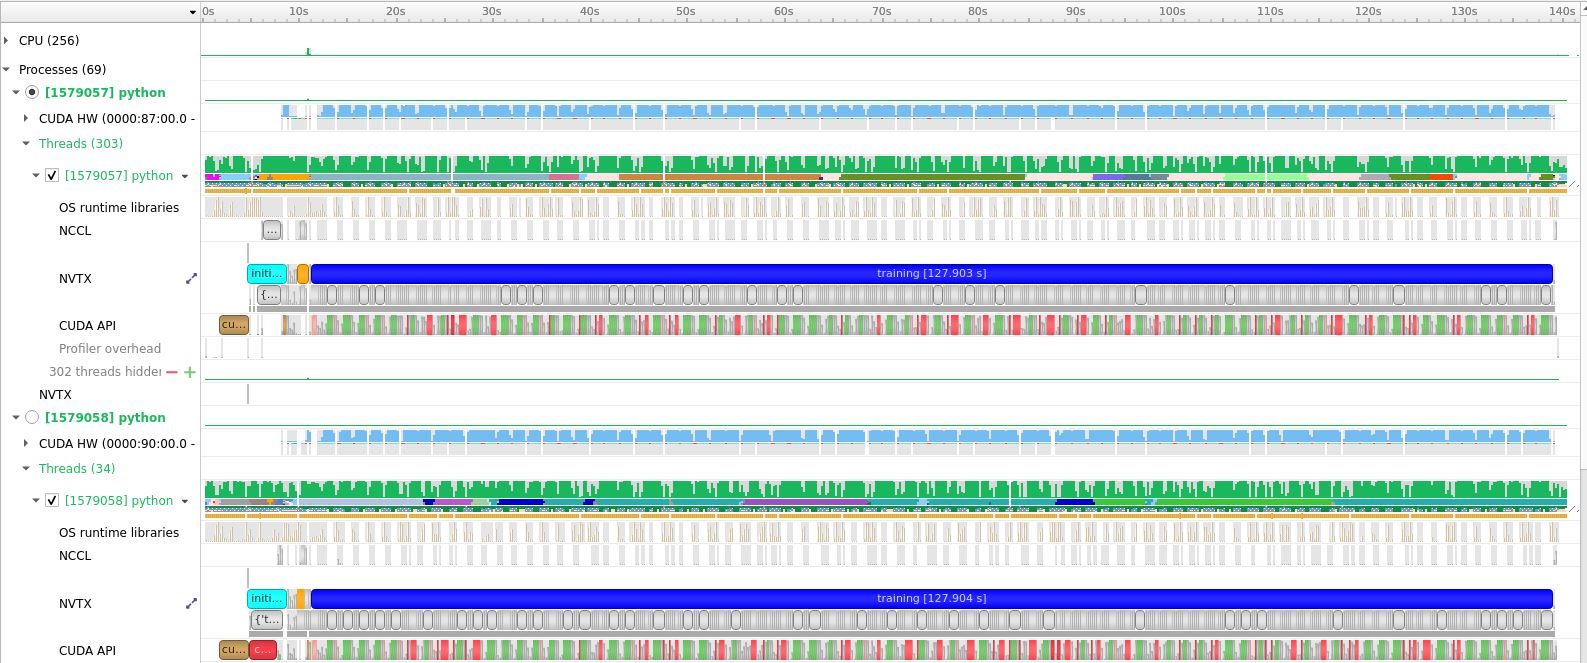 0s 10s 20s 30s 40s 50s 60s 70s 80s 90s 100s 110s 120s 130s 140s
CPU (256)
Processes (69)
[1579057] python
CUDA HW (0000:87:00.0 -
Threads (303)
[1579057] python
OS runtime libraries
NCCL
...
NVTX
initi...
training [127.903 s]
{...
CUDA API
cu...
Profiler overhead
302 threads hidder
NVTX
[1579058] python
CUDA HW (0000:90:00.0 -
Threads (34)
[1579058] python
OS runtime libraries
NCCL
NVTX
initi...
training [127.904 s]
{'t...
CUDA API
cu...
c...